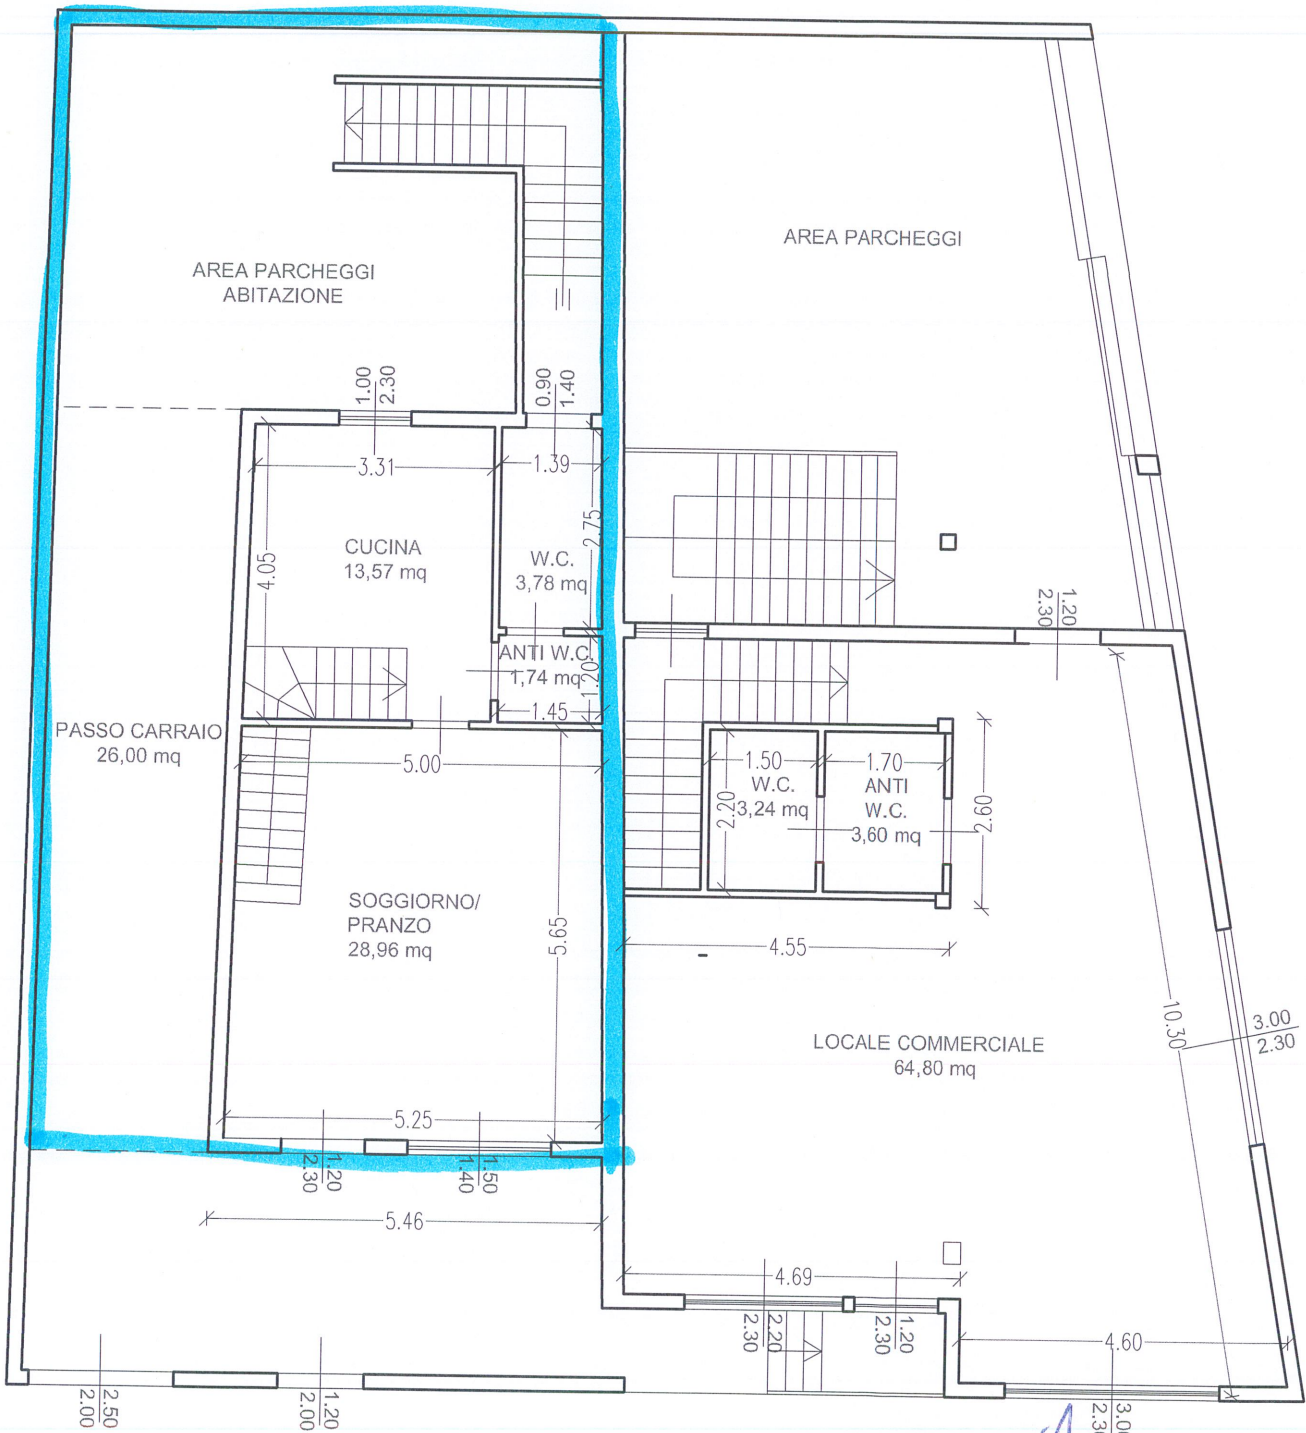 AREA PARCHEGGI
ABITAZIONE
AREA PARCHEGGI
1.00
2.30
0.90
1.40
3.31
1.39
2.75
4.05
CUCINA
13,57 mq
W.C.
3,78 mq
1.20
2.30
ANTI W.C.
1,74 mq
1.20
1.45
PASSO CARRAIO
26,00 mq
5.00
1.50
W.C.
3,24 mq
2.20
1.70
ANTI
W.C.
3,60 mq
2.60
SOGGIORNO/
PRANZO
28,96 mq
5.65
4.55
10.30
3.00
2.30
LOCALE COMMERCIALE
64,80 mq
5.25
1.20
2.30
1.50
1.40
5.46
4.69
2.20
2.30
1.20
2.30
4.60
2.50
2.00
1.20
2.00
3.00
2.30